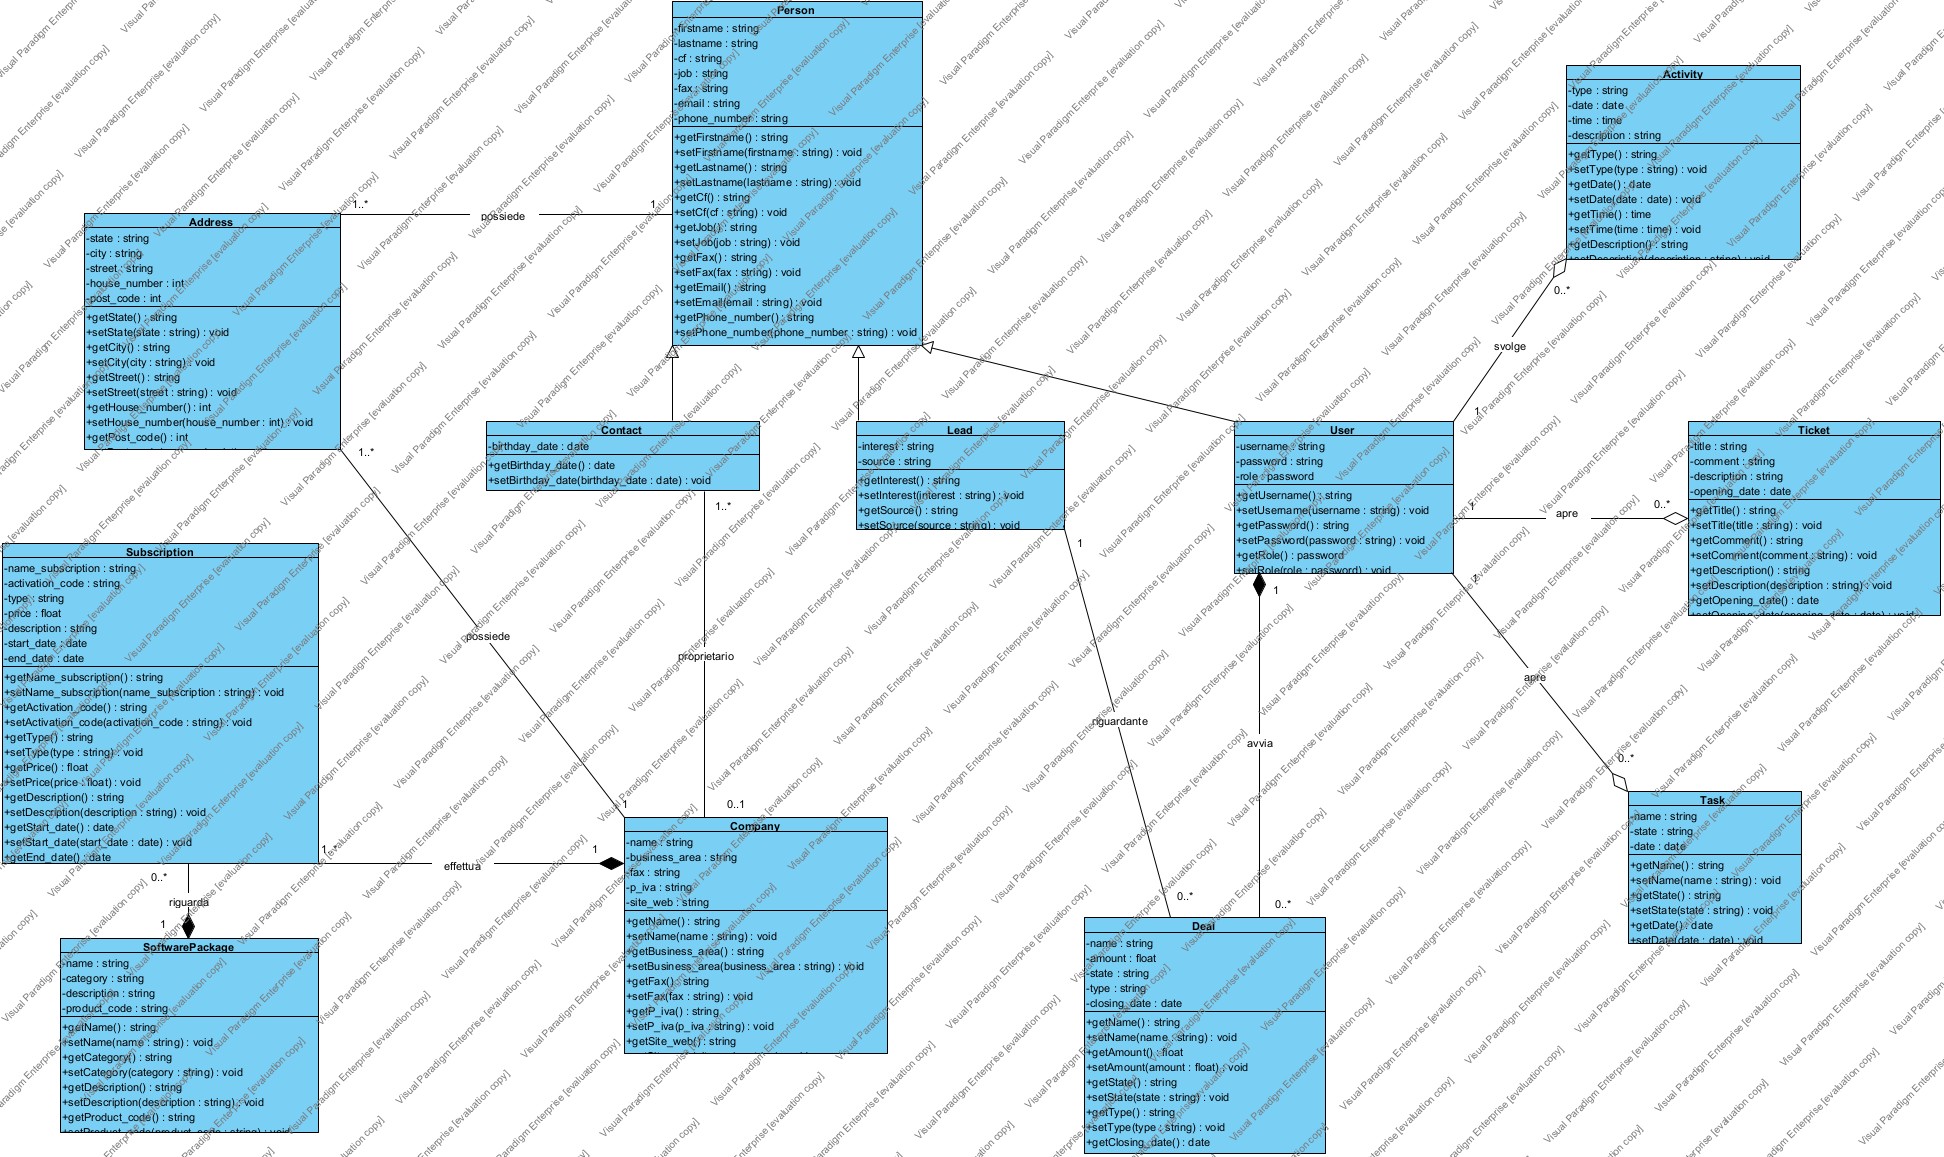 Person
-firstname : string
-lastname : string
-cf : string
-job : string
-fax : string
-email : string
-phone_number : string
+getFirstname() : string
+setFirstname(firstname : string) : void
+getLastname() : string
+setLastname(lastname : string) : void
+getCf() : string
+setCf(cf : string) : void
+getJob() : string
+setJob(job : string) : void
+getFax() : string
+setFax(fax : string) : void
+getEmail() : string
+setEmail(email : string) : void
+getPhone_number() : string
+setPhone_number(phone_number : string) : void
Activity
-type : string
-date : date
-time : time
-description : string
+getType() : string
+setType(type : string) : void
+getDate() : date
+setDate(date : date) : void
+getTime() : time
+setTime(time : time) : void
+getDescription() : string
+setDescription(description : string) : void
0..*
svolge
1
1..*
possiede
1
Address
-state : string
-city : string
-street : string
-house_number : int
-post_code : int
+getState() : string
+setState(state : string) : void
+getCity() : string
+setCity(city : string) : void
+getStreet() : string
+setStreet(street : string) : void
+getHouse_number() : int
+setHouse_number(house_number : int) : void
+getPost_code() : int
1..*
possiede
1
Contact
-birthday_date : date
+getBirthday_date() : date
+setBirthday_date(birthday_date : date) : void
1..*
proprietario
0..1
Lead
-interest : string
-source : string
+getInterest() : string
+setInterest(interest : string) : void
+getSource() : string
+setSource(source : string) : void
1
riguardante
0..*
User
-username : string
-password : string
-role : password
+getUsername() : string
+setUsername(username : string) : void
+getPassword() : string
+setPassword(password : string) : void
+getRole() : password
+setRole(role : password) : void
1
apre
0..*
1
avvia
0..*
1
apre
0..*
Ticket
-title : string
-comment : string
-description : string
-opening_date : date
+getTitle() : string
+setTitle(title : string) : void
+getComment() : string
+setComment(comment : string) : void
+getDescription() : string
+setDescription(description : string) : void
+getOpening_date() : date
+setOpening_date(opening_date : date) : void
Subscription
-name_subscription : string
-activation_code : string
-type : string
-price : float
-description : string
-start_date : date
-end_date : date
+getName_subscription() : string
+setName_subscription(name_subscription : string) : void
+getActivation_code() : string
+setActivation_code(activation_code : string) : void
+getType() : string
+setType(type : string) : void
+getPrice() : float
+setPrice(price : float) : void
+getDescription() : string
+setDescription(description : string) : void
+getStart_date() : date
+setStart_date(start_date : date) : void
+getEnd_date() : date
1..*
effettua
1
0..*
riguarda
1
Company
-name : string
-business_area : string
-fax : string
-p_iva : string
-site_web : string
+getName() : string
+setName(name : string) : void
+getBusiness_area() : string
+setBusiness_area(business_area : string) : void
+getFax() : string
+setFax(fax : string) : void
+getP_iva() : string
+setP_iva(p_iva : string) : void
+getSite_web() : string
Task
-name : string
-state : string
-date : date
+getName() : string
+setName(name : string) : void
+getState() : string
+setState(state : string) : void
+getDate() : date
+setDate(date : date) : void
SoftwarePackage
-name : string
-category : string
-description : string
-product_code : string
+getName() : string
+setName(name : string) : void
+getCategory() : string
+setCategory(category : string) : void
+getDescription() : string
+setDescription(description : string) : void
+getProduct_code() : string
+setProduct_code(product_code : string) : void
Deal
-name : string
-amount : float
-state : string
-type : string
-closing_date : date
+getName() : string
+setName(name : string) : void
+getAmount() : float
+setAmount(amount : float) : void
+getState() : string
+setState(state : string) : void
+getType() : string
+setType(type : string) : void
+getClosing_date() : date
Visual Paradigm Enterprise [evaluation copy]